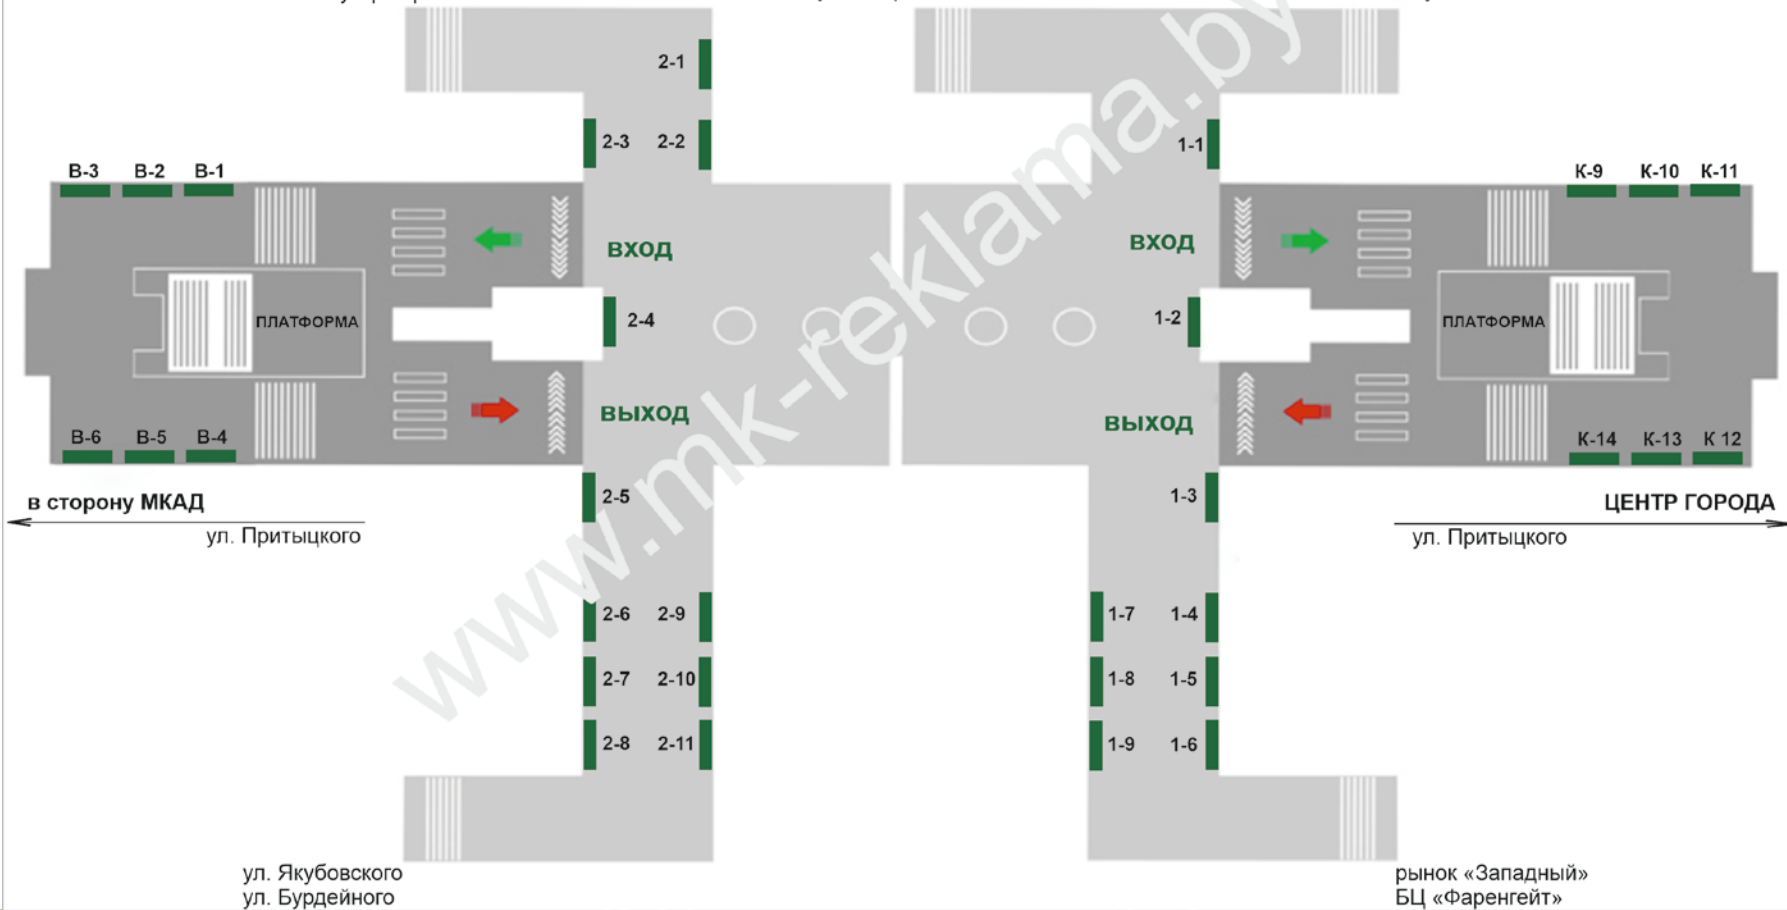 2-1
2-3 2-2
1-1
В-3 В-2 В-1
К-9 К-10 К-11
вход
вход
ПЛАТФОРМА
2-4
1-2
ПЛАТФОРМА
выход
выход
В-6 В-5 В-4
К-14 К-13 К 12
в сторону МКАД
ул. Притыцкого
2-5
1-3
ЦЕНТР ГОРОДА
ул. Притыцкого
2-6 2-9
1-7 1-4
2-7 2-10
1-8 1-5
2-8 2-11
1-9 1-6
ул. Якубовского
ул. Бурдейного
рынок «Западный»
БЦ «Фаренгейт»
www.mk-reklama.by